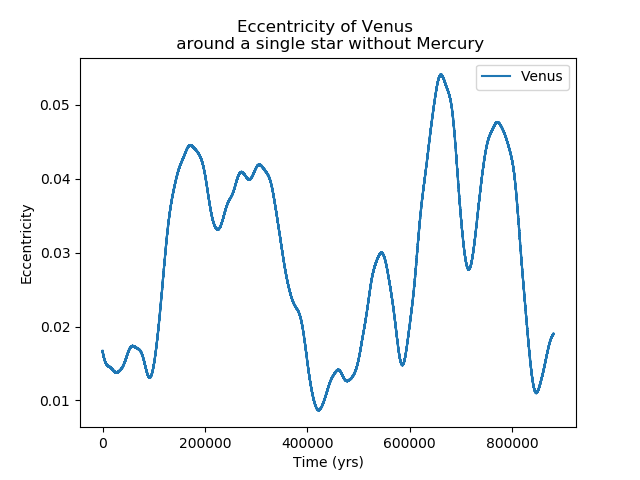 Eccentricity of Venus
around a single star without Mercury
Venus
0.05
0.04
0.03
0.02
0.01
Eccentricity
0
200000
400000
600000
800000
Time (yrs)